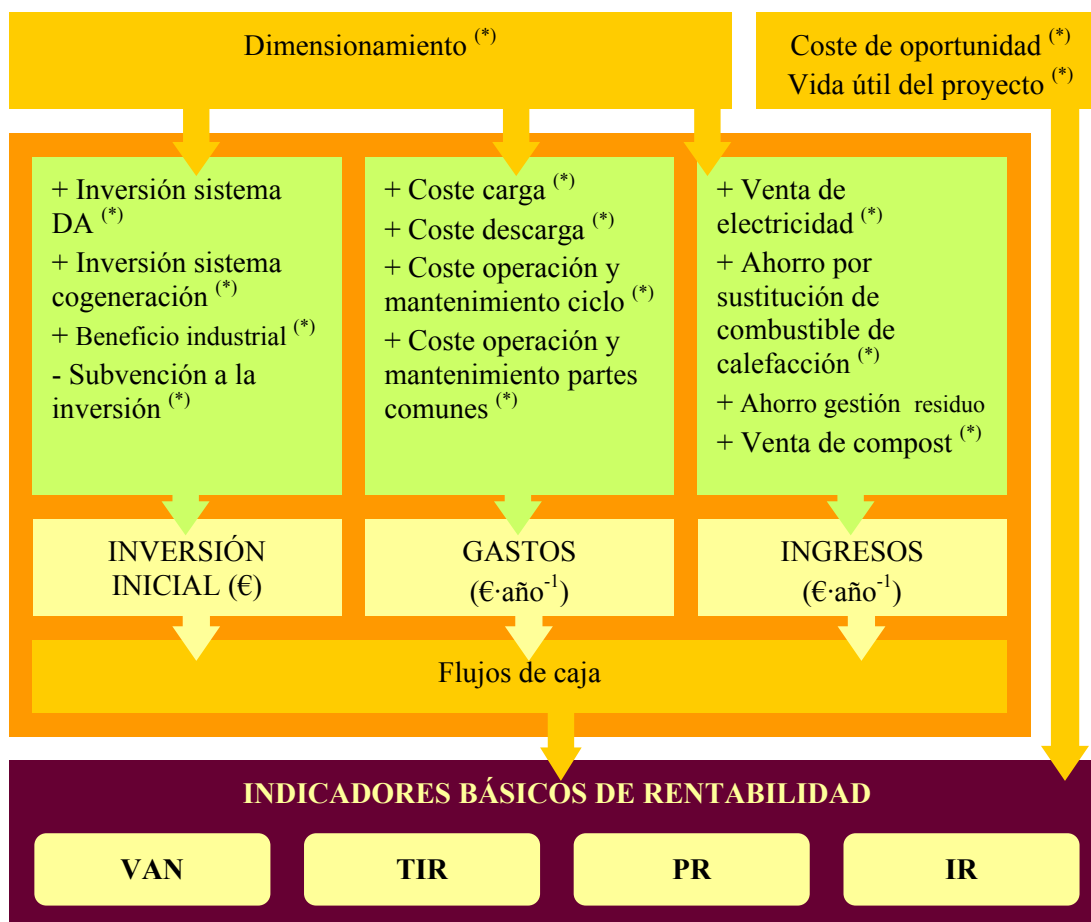 Dimensionamiento (*)
Coste de oportunidad (*)
Vida útil del proyecto (*)
+ Inversión sistema
DA (*)
+ Inversión sistema
cogeneración (*)
+ Beneficio industrial (*)
- Subvención a la
inversión (*)
+ Coste carga (*)
+ Coste descarga (*)
+ Coste operación y
mantenimiento ciclo (*)
+ Coste operación y
mantenimiento partes
comunes (*)
+ Venta de
electricidad (*)
+ Ahorro por
sustitución de
combustible de
calefacción (*)
+ Ahorro gestión residuo
+ Venta de compost (*)
INVERSIÓN
INICIAL (€)
GASTOS
(€·año-1)
INGRESOS
(€·año-1)
Flujos de caja
INDICADORES BÁSICOS DE RENTABILIDAD
VAN
TIR
PR
IR